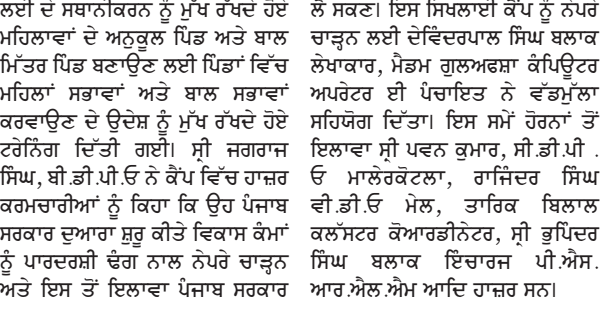 ਲਈ ਦੇ ਸਥਾਨੀਕਰਨ ਨੂੰ ਮੁੱਖ ਰੱਖਦੇ ਹੋਏ
ਮਹਿਲਾਵਾਂ ਦੇ ਅਨੁਕੂਲ ਪਿੰਡ ਅਤੇ ਬਾਲ
ਮਿੱਤਰ ਪਿੰਡ ਬਣਾਉਣ ਲਈ ਪਿੰਡਾਂ ਵਿੱਚ
ਮਹਿਲਾਂ ਸਭਾਵਾਂ ਅਤੇ ਬਾਲ ਸਭਾਵਾਂ
ਕਰਵਾਉਣ ਦੇ ਉਦੇਸ਼ ਨੂੰ ਮੁੱਖ ਰੱਖਦੇ ਹੋਏ
ਟਰੇਨਿੰਗ ਦਿੱਤੀ ਗਈ। ਸ੍ਰੀ ਜਗਰਾਜ
ਸਿੰਘ, ਬੀ.ਡੀ.ਪੀ.ਓ ਨੇ ਕੈਂਪ ਵਿੱਚ ਹਾਜ਼ਰ
ਕਰਮਚਾਰੀਆਂ ਨੂੰ ਕਿਹਾ ਕਿ ਉਹ ਪੰਜਾਬ
ਸਰਕਾਰ ਦੁਆਰਾ ਸ਼ੁਰੂ ਕੀਤੇ ਵਿਕਾਸ ਕੰਮਾਂ
ਨੂੰ ਪਾਰਦਰਸ਼ੀ ਢੰਗ ਨਾਲ ਨੇਪਰੇ ਚਾੜ੍ਹਨ
ਅਤੇ ਇਸ ਤੋਂ ਇਲਾਵਾ ਪੰਜਾਬ ਸਰਕਾਰ
ਲੈ ਸਕਣ। ਇਸ ਸਿਖਲਾਈ ਕੈਂਪ ਨੂੰ ਨੇਪਰੇ
ਚਾੜ੍ਹਨ ਲਈ ਦੇਵਿੰਦਰਪਾਲ ਸਿੰਘ ਬਲਾਕ
ਲੇਖਾਕਾਰ, ਮੈਡਮ ਗੁਲਅਫਸ਼ਾ ਕੰਪਿਊਟਰ
ਅਪਰੇਟਰ ਈ ਪੰਚਾਇਤ ਨੇ ਵੱਡਮੁੱਲਾ
ਸਹਿਯੋਗ ਦਿੱਤਾ। ਇਸ ਸਮੇਂ ਹੋਰਨਾਂ ਤੋਂ
ਇਲਾਵਾ ਸ੍ਰੀ ਪਵਨ ਕੁਮਾਰ, ਸੀ.ਡੀ.ਪੀ .
ਓ ਮਾਲੇਰਕੋਟਲਾ, ਰਾਜਿੰਦਰ ਸਿੰਘ
ਵੀ.ਡੀ.ਓ ਮੇਲ, ਤਾਰਿਕ ਬਿਲਾਲ
ਕਲੱਸਟਰ ਕੋਆਰਡੀਨੇਟਰ, ਸ੍ਰੀ ਭੁਪਿੰਦਰ
ਸਿੰਘ ਬਲਾਕ ਇੰਚਾਰਜ ਪੀ.ਐਸ.
ਆਰ.ਐਲ.ਐਮ ਆਦਿ ਹਾਜ਼ਰ ਸਨ।